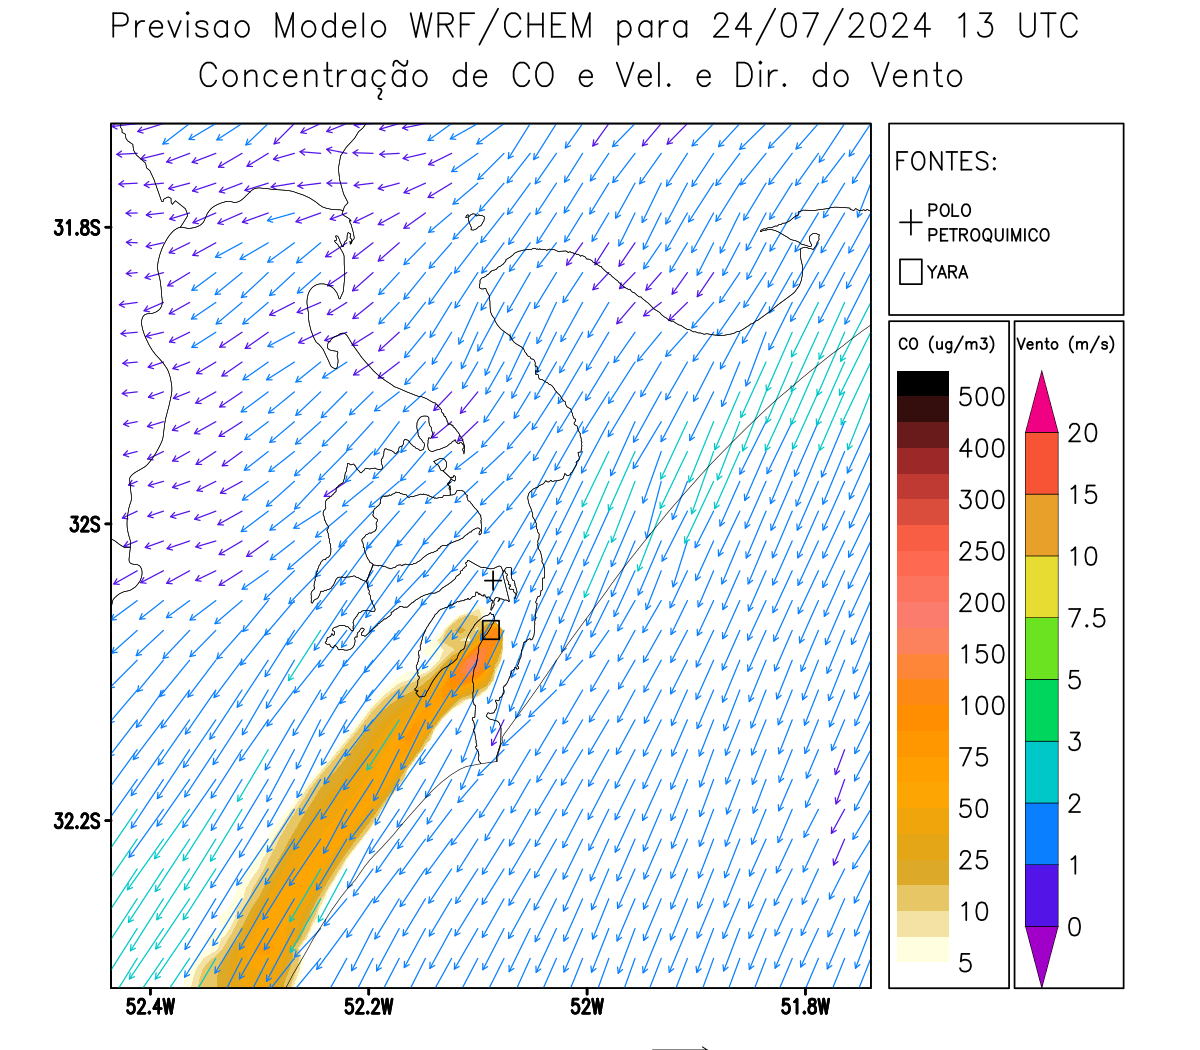 Previsao Modelo WRF/CHEM para 24/07/2024 13 UTC
Concentração de CO e Vel. e Dir. do Vento
FONTES:
POLO
PETROQUIMICO
YARA
CO (ug/m3)
500
400
300
250
200
150
100
75
50
25
10
5
Vento (m/s)
20
15
10
7.5
5
3
2
1
0
31.8S
32S
32.2S
52.4W
52.2W
52W
51.8W